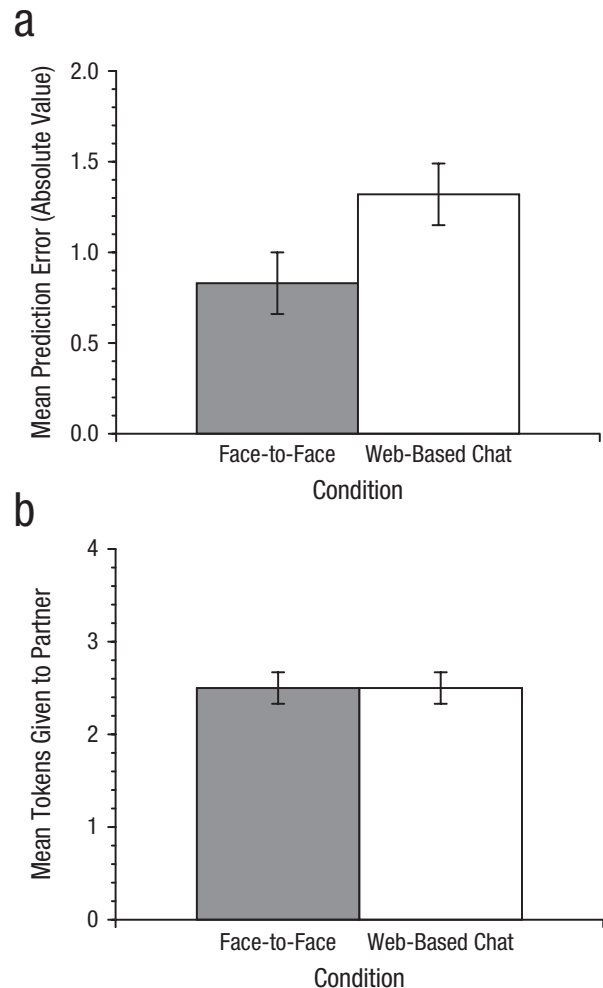 a
Mean Prediction Error (Absolute Value)
2.0
1.5
1.0
0.5
0.0
Face-to-Face Web-Based Chat
Condition
b
Mean Tokens Given to Partner
4
3
2
1
0
Face-to-Face Web-Based Chat
Condition